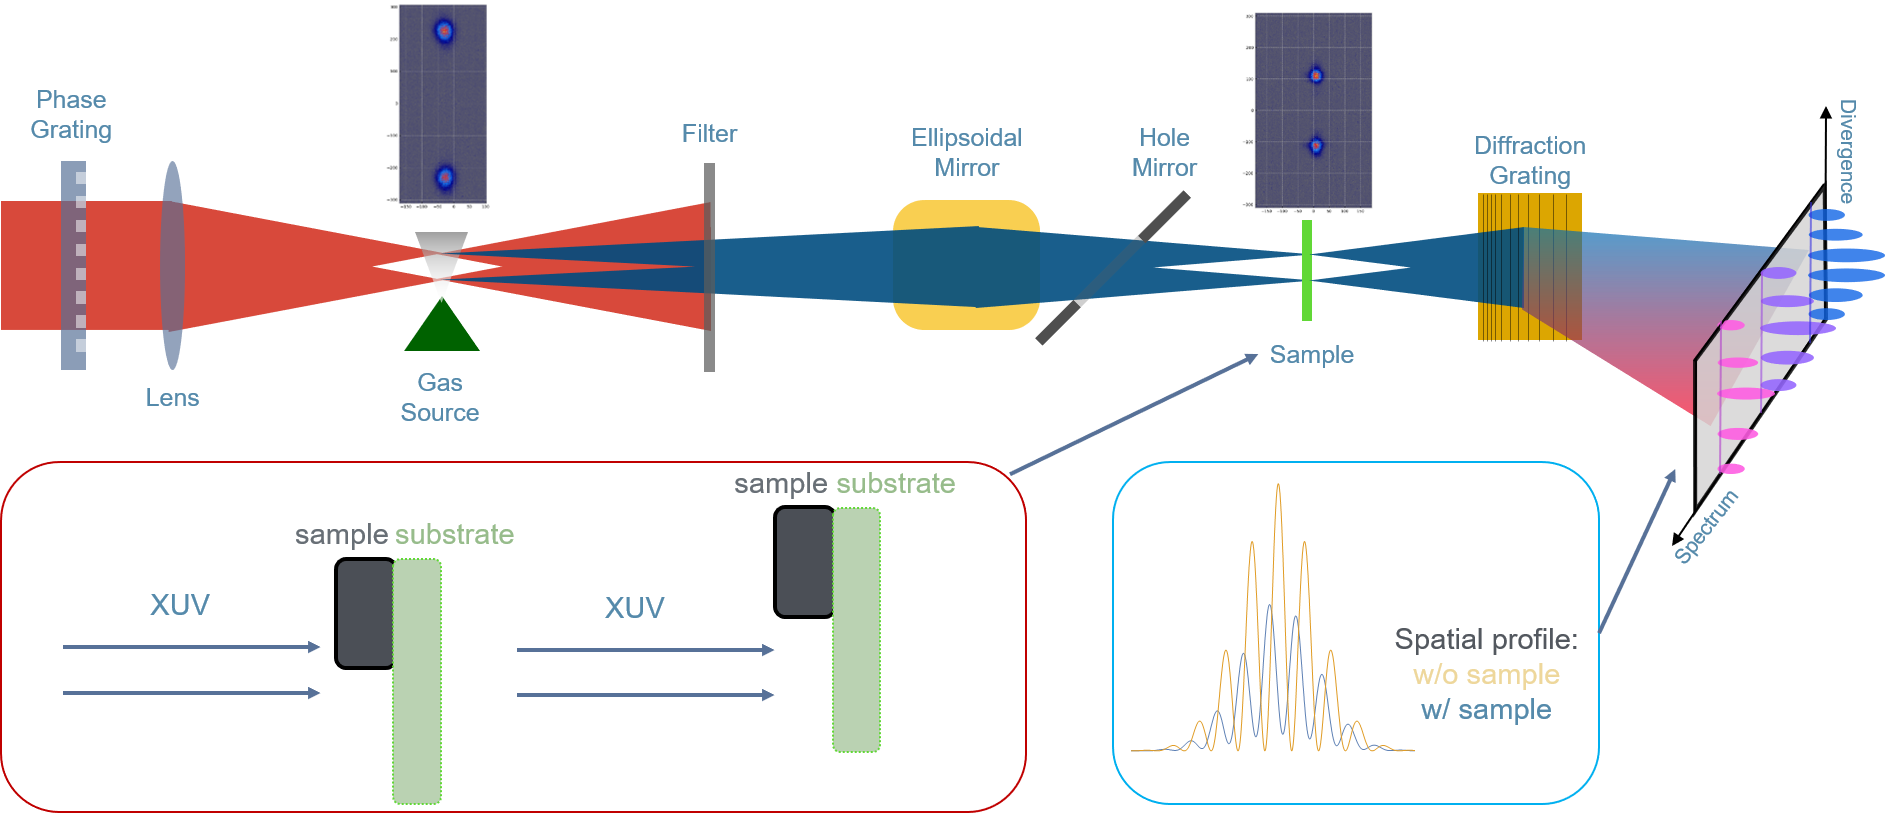 Phase
Grating
Lens
Gas
Source
Filter
Ellipsoidal
Mirror
Hole
Mirror
Sample
Diffraction
Grating
Divergence
Spectrum
sample substrate
XUV
sample substrate
XUV
Spatial profile:
w/o sample
w/ sample